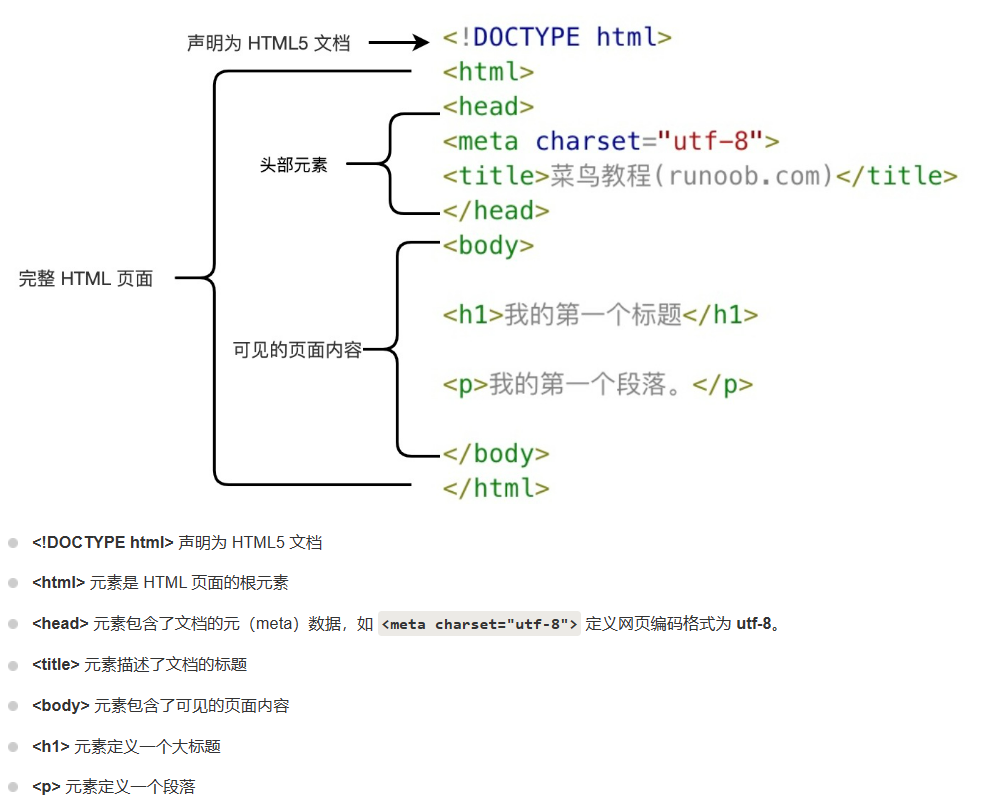 声明为 HTML5 文档
<!DOCTYPE html>
<html>
<head>
<meta charset="utf-8">
头部元素
<title>菜鸟教程(runoob.com)</title>
</head>
<body>
完整 HTML 页面
<h1>我的第一个标题</h1>
可见的页面内容
<p>我的第一个段落。</p>
</body>
</html>
<!DOCTYPE html> 声明为 HTML5 文档
<html> 元素是 HTML 页面的根元素
<head> 元素包含了文档的元（meta）数据，如 <meta charset="utf-8"> 定义网页编码格式为 utf-8。
<title> 元素描述了文档的标题
<body> 元素包含了可见的页面内容
<h1> 元素定义一个大标题
<p> 元素定义一个段落